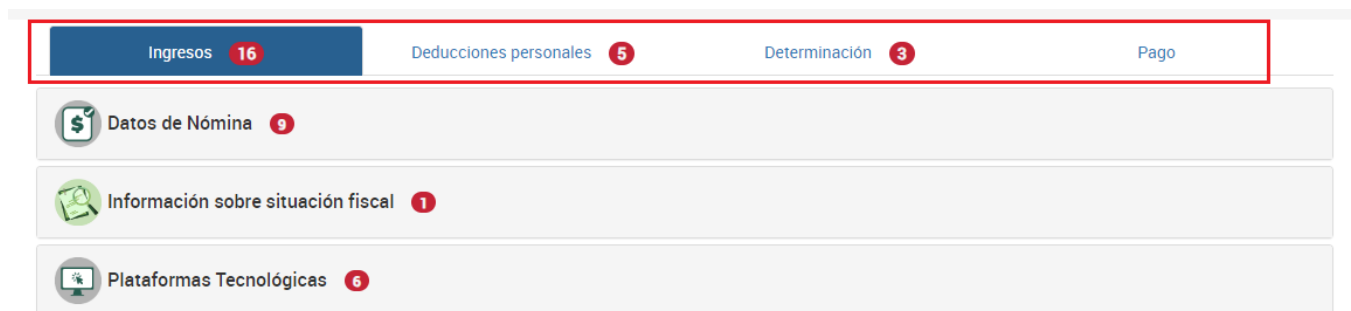 Ingresos 16 Deducciones personales 5 Determinación 3 Pago
$ Datos de Nómina 9
Información sobre situación fiscal 1
Plataformas Tecnológicas 6